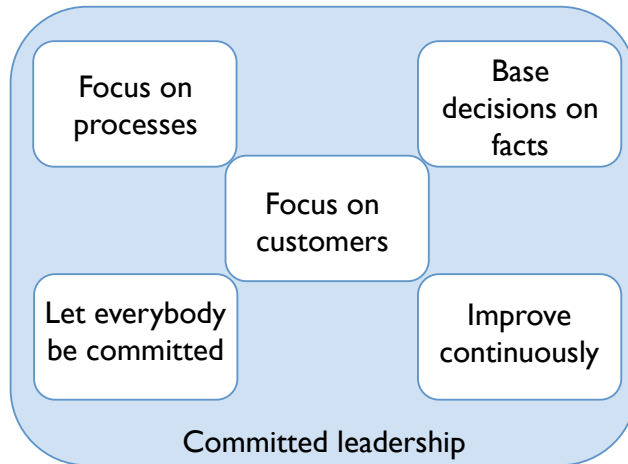 Focus on
processes
Base
decisions on
facts
Focus on
customers
Let everybody
be committed
Improve
continuously
Committed leadership